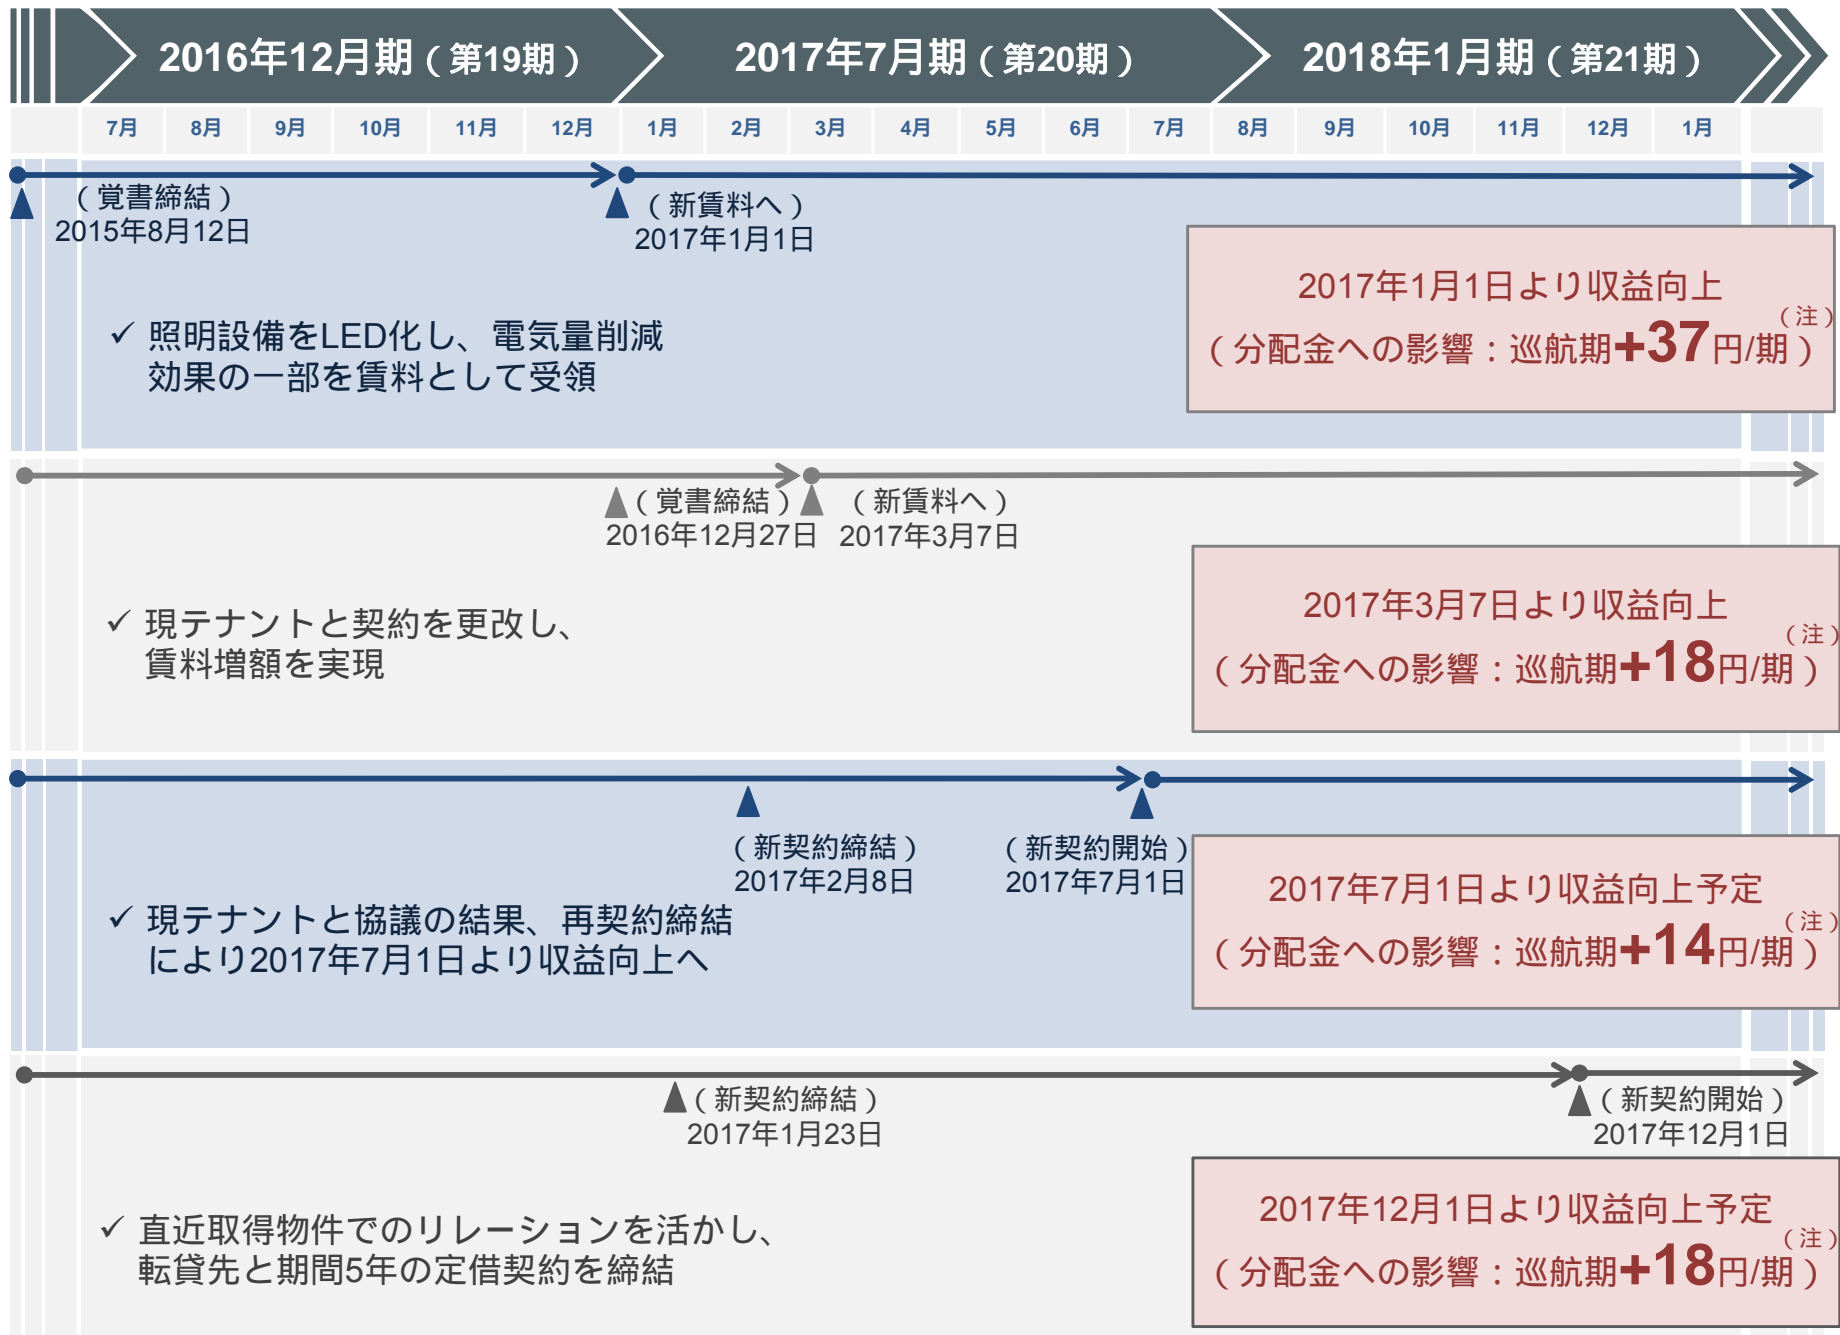 2016年12月期（第19期）
2017年7月期（第20期）
2018年1月期（第21期）
7月 8月 9月 10月 11月 12月 1月 2月 3月 4月 5月 6月 7月 8月 9月 10月 11月 12月 1月
（覚書締結）
2015年8月12日
（新賃料へ）
2017年1月1日
✓ 照明設備をLED化し、電気量削減
効果の一部を賃料として受領
2017年1月1日より収益向上
（注）
（分配金への影響：巡航期+37円/期）
（覚書締結）
2016年12月27日
（新賃料へ）
2017年3月7日
✓ 現テナントと契約を更改し、
賃料増額を実現
2017年3月7日より収益向上
（注）
（分配金への影響：巡航期+18円/期）
（新契約締結）
2017年2月8日
（新契約開始）
2017年7月1日
✓ 現テナントと協議の結果、再契約締結
により2017年7月1日より収益向上へ
2017年7月1日より収益向上予定
（注）
（分配金への影響：巡航期+14円/期）
（新契約締結）
2017年1月23日
（新契約開始）
2017年12月1日
✓ 直近取得物件でのリレーションを活かし、
転貸先と期間5年の定借契約を締結
2017年12月1日より収益向上予定
（注）
（分配金への影響：巡航期+18円/期）